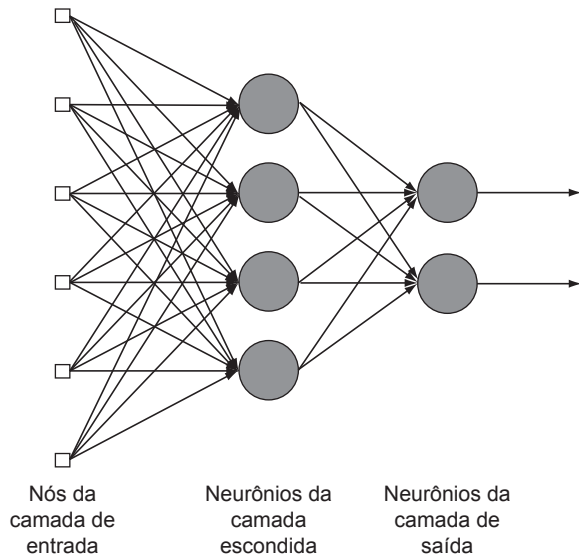 Nós da
camada de
entrada
Neurônios da
camada
escondida
Neurônios da
camada de
saída